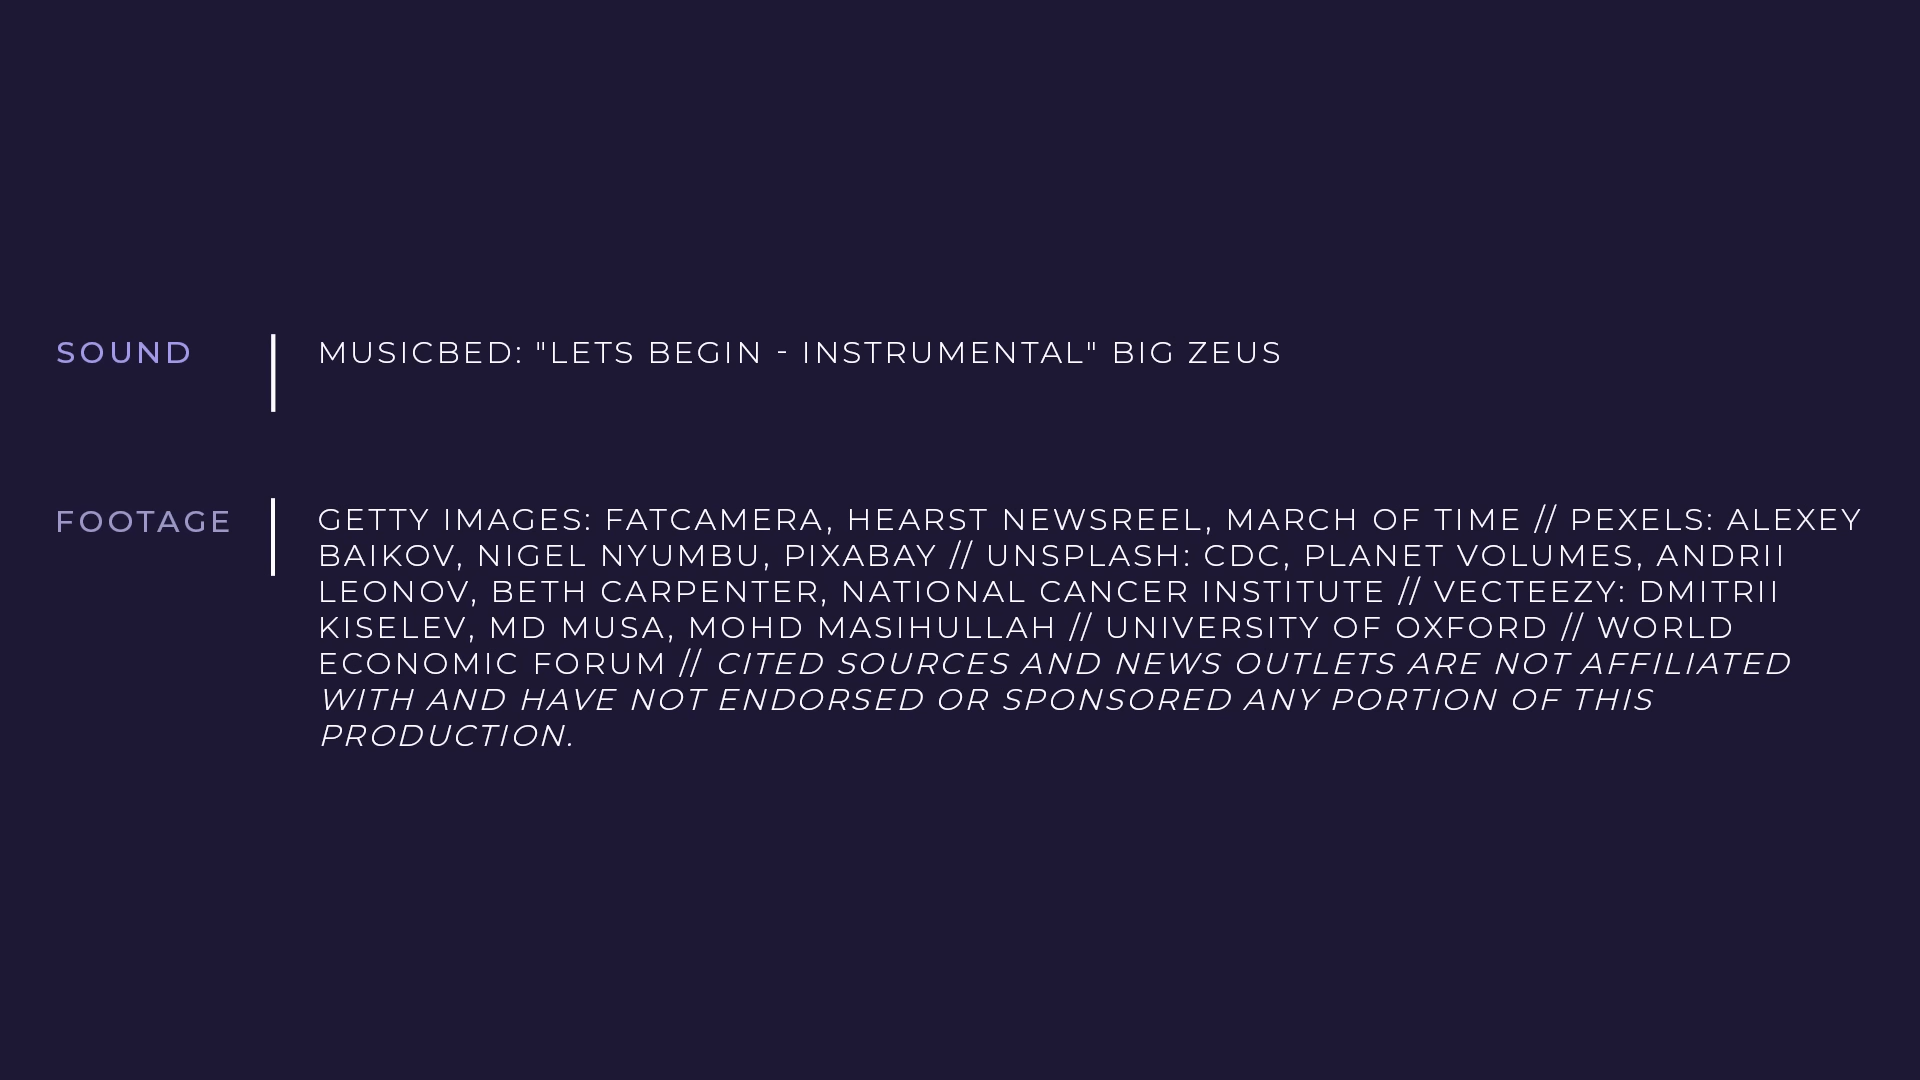 SOUND
MUSICBED: "LETS BEGIN - INSTRUMENTAL" BIG ZEUS
FOOTAGE
GETTY IMAGES: FATCAMERA, HEARST NEWSREEL, MARCH OF TIME // PEXELS: ALEXEY
BAIKOV, NIGEL NYUMBU, PIXABAY // UNSPLASH: CDC, PLANET VOLUMES, ANDRII
LEONOV, BETH CARPENTER, NATIONAL CANCER INSTITUTE // VECTEEZY: DMITRII
KISELEV, MD MUSA, MOHD MASIHULLAH // UNIVERSITY OF OXFORD // WORLD
ECONOMIC FORUM // CITED SOURCES AND NEWS OUTLETS ARE NOT AFFILIATED
WITH AND HAVE NOT ENDORSED OR SPONSORED ANY PORTION OF THIS
PRODUCTION.